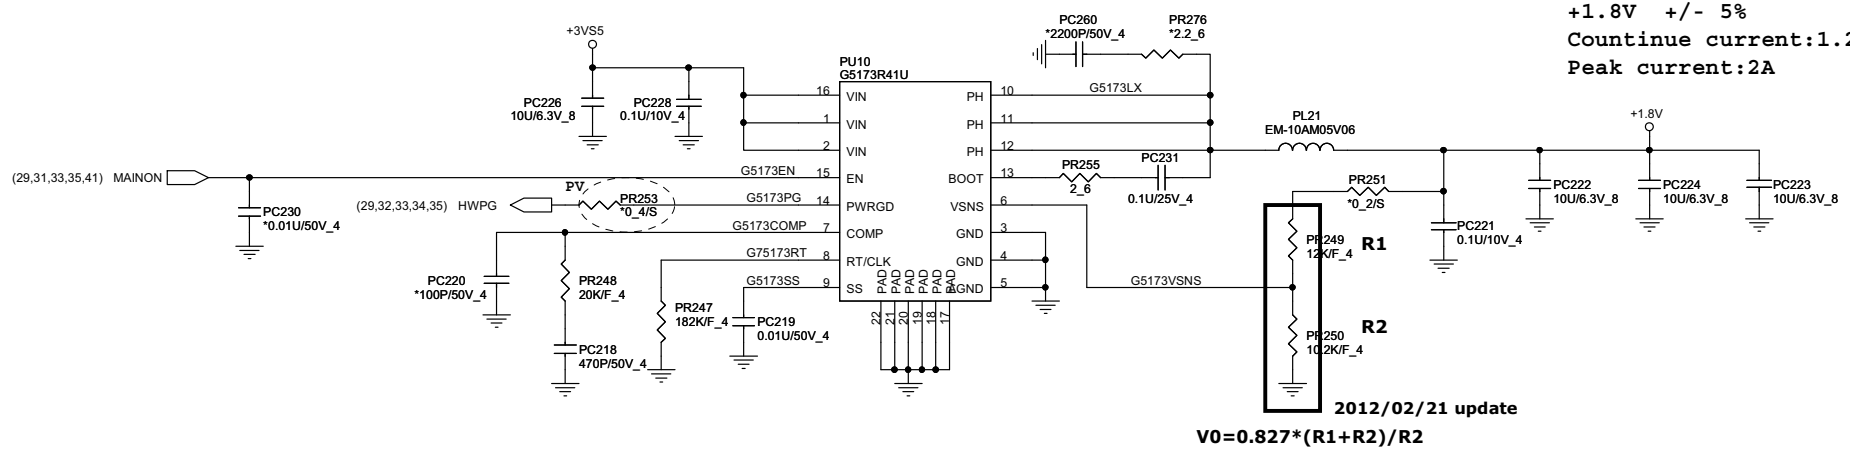 +1.8V +/- 5%
Countinue current:1.2
Peak current:2A
+3VS5
PC226
10U/6.3V_8
PC228
0.1U/10V_4
PU10
G5173R41U
16 VIN
1 VIN
2 VIN
15 EN
14 PWRGD
7 COMP
8 RT/CLK
9 SS
PH 10
PH 11
PH 12
BOOT 13
VSNS 6
GND 3
GND 4
AGND 5
PAD PAD PAD PAD PAD PAD
22 21 20 19 18 17
PC260
*2200P/50V_4
PR276
*2.2_6
G5173LX
PL21
EM-10AM05V06
+1.8V
PR255
2_6
PC231
0.1U/25V_4
PR251
*0_2/S
PC222
10U/6.3V_8
PC224
10U/6.3V_8
PC223
10U/6.3V_8
PC221
0.1U/10V_4
(29,31,33,35,41) MAINON
G5173EN
PC230
*0.01U/50V_4
PV
PR253
*0_4/S
(29,32,33,34,35) HWPG
G5173PG
G5173COMP
G75173RT
G5173SS
PC220
*100P/50V_4
PR248
20K/F_4
PC218
470P/50V_4
PR247
182K/F_4
PC219
0.01U/50V_4
G5173VSNS
PR249
12K/F_4
R1
PR250
10.2K/F_4
R2
2012/02/21 update
V0=0.827*(R1+R2)/R2